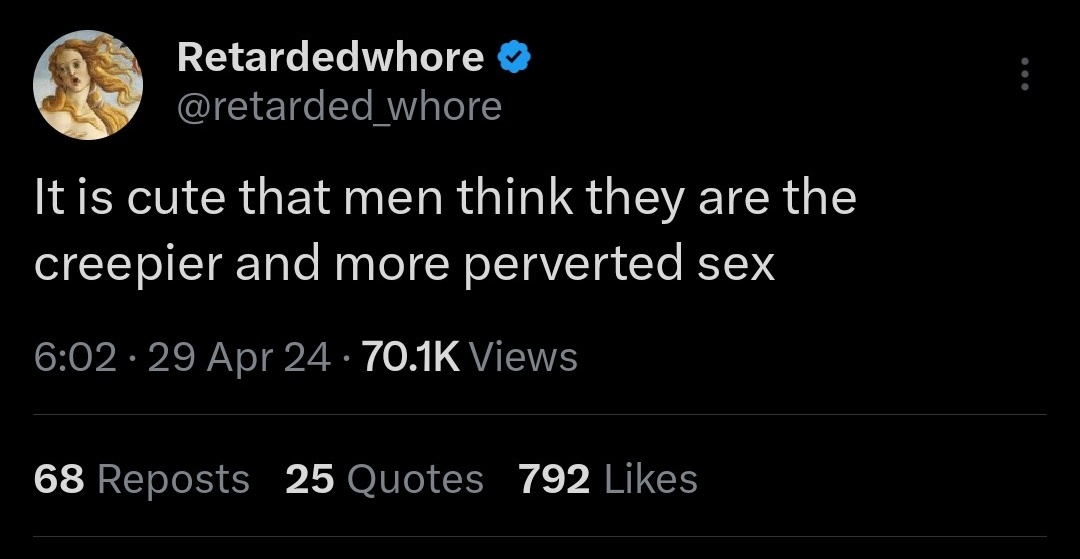 Retardedwhore
@retarded_whore
It is cute that men think they are the
creepier and more perverted sex
6:02 · 29 Apr 24 · 70.1K Views
68 Reposts 25 Quotes 792 Likes